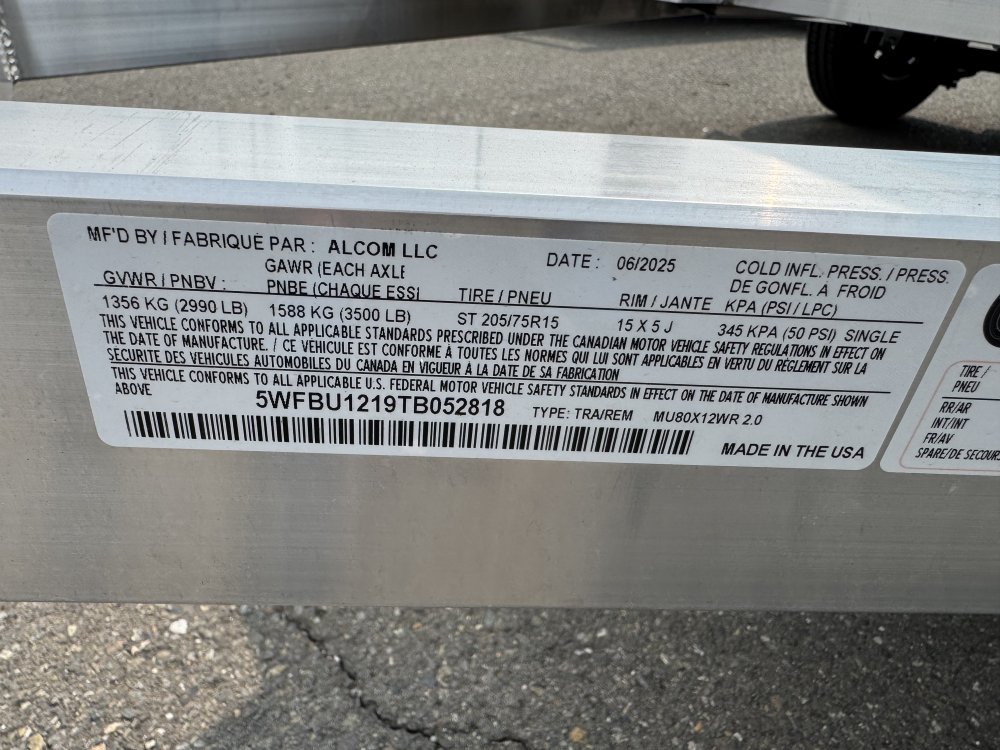 MF'D BY / FABRIQUÉ PAR : ALCOM LLC
DATE : 06/2025
GVWR / PNBV :
GAWR (EACH AXLE
PNBE (CHAQUE ESSI
TIRE / PNEU
RIM / JANTE
COLD INFL. PRESS. / PRESS.
DE GONFL. À FROID
KPA (PSI / LPC)
1356 KG (2990 LB) 1588 KG (3500 LB) ST 205/75R15 15 X 5 J 345 KPA (50 PSI) SINGLE
THIS VEHICLE CONFORMS TO ALL APPLICABLE STANDARDS PRESCRIBED UNDER THE CANADIAN MOTOR VEHICLE SAFETY REGULATIONS IN EFFECT ON
THE DATE OF MANUFACTURE. / CE VÉHICULE EST CONFORME À TOUTES LES NORMES QUI LUI SONT APPLICABLES EN VERTU DU RÉGLEMENT SUR LA
SÉCURITE DES VÉHICULES AUTOMOBILES DU CANADA EN VIGUEUR À LA DATE DE SA FABRICATION
THIS VEHICLE CONFORMS TO ALL APPLICABLE U.S. FEDERAL MOTOR VEHICLE SAFETY STANDARDS IN EFFECT ON THE DATE OF MANUFACTURE SHOWN
ABOVE
5WFBU1219TB052818 TYPE: TRA/REM MU80X12WR 2.0
MADE IN THE USA
TIRE /
PNEU
RR/AR
INT/INT
FR/AV
SPARE/DE SECOUR